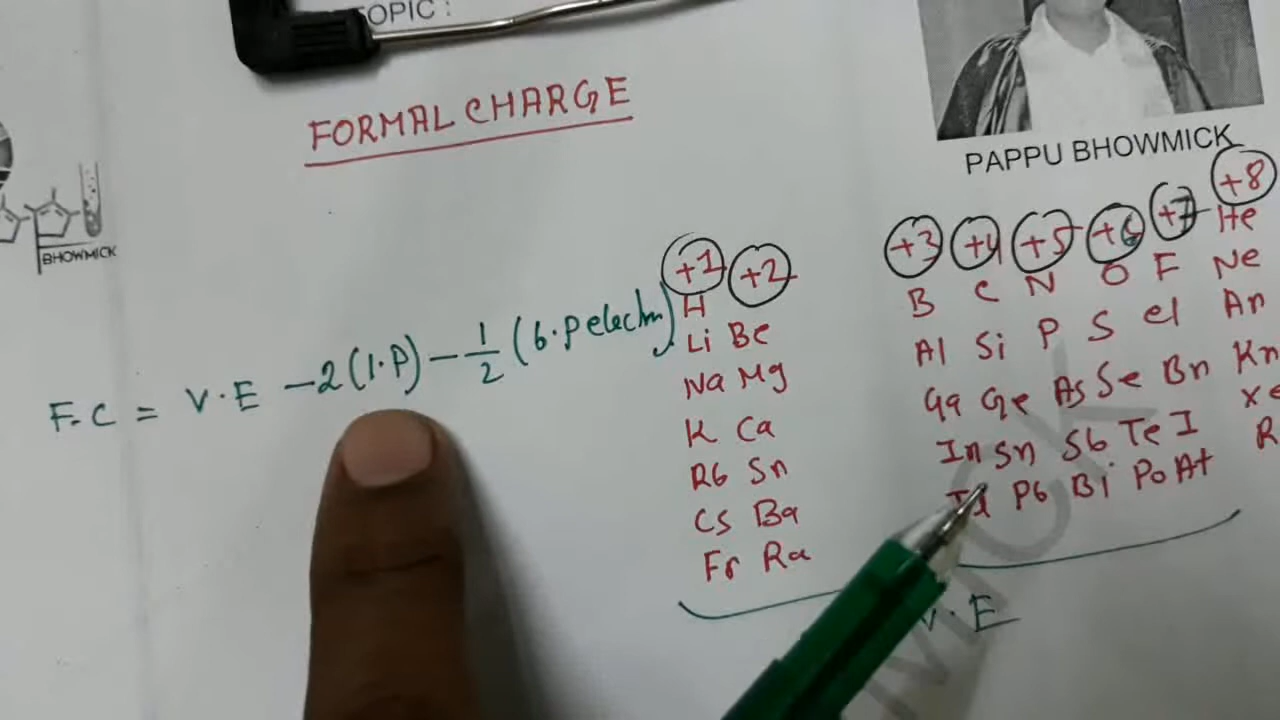 TOPIC :
FORMAL CHARGE
PAPPU BHOWMICK
BHOWMICK
F.C = V.E -2(l.P) - 1/2 (b.p electrn)
+1 +2 +3 +4 +5 +6 +7 +8
H B C N O F He
Li Be Al Si P S Cl Ne
Na Mg Ga Ge As Se Br Ar
K Ca In Sn Sb Te I Kr
Rb Sr Tl Pb Bi Po At Xe
Cs Ba R
Fr Ra
V.E